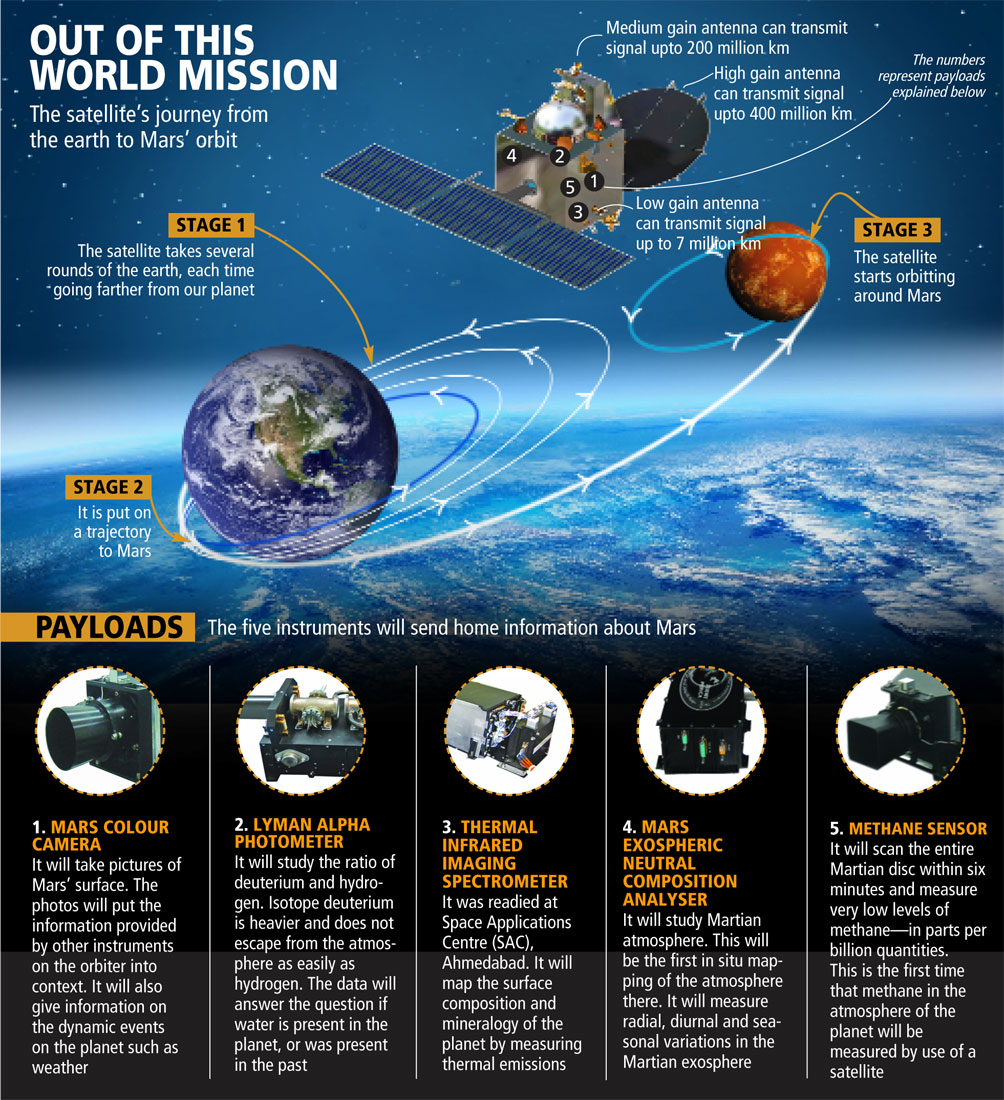 OUT OF THIS
WORLD MISSION
The satellite's journey from
the earth to Mars' orbit
Medium gain antenna can transmit
signal upto 200 million km
High gain antenna
can transmit signal
upto 400 million km
The numbers
represent payloads
explained below
4
2
5
1
3
Low gain antenna
can transmit signal
up to 7 million km
STAGE 1
The satellite takes several
rounds of the earth, each time
going farther from our planet
STAGE 3
The satellite
starts orbitting
around Mars
STAGE 2
It is put on
a trajectory
to Mars
PAYLOADS
The five instruments will send home information about Mars
1. MARS COLOUR
CAMERA
It will take pictures of
Mars' surface. The
photos will put the
information provided
by other instruments
on the orbiter into
context. It will also
give information on
the dynamic events
on the planet such as
weather
2. LYMAN ALPHA
PHOTOMETER
It will study the ratio of
deuterium and hydro-
gen. Isotope deuterium
is heavier and does not
escape from the atmos-
phere as easily as
hydrogen. The data will
answer the question if
water is present in the
planet, or was present
in the past
3. THERMAL
INFRARED
IMAGING
SPECTROMETER
It was readied at
Space Applications
Centre (SAC),
Ahmedabad. It will
map the surface
composition and
mineralogy of the
planet by measuring
thermal emissions
4. MARS
EXOSPHERIC
NEUTRAL
COMPOSITION
ANALYSER
It will study Martian
atmosphere. This will
be the first in situ map-
ping of the atmosphere
there. It will measure
radial, diurnal and sea-
sonal variations in the
Martian exosphere
5. METHANE SENSOR
It will scan the entire
Martian disc within six
minutes and measure
very low levels of
methane—in parts per
billion quantities.
This is the first time
that methane in the
atmosphere of the
planet will be
measured by use of a
satellite